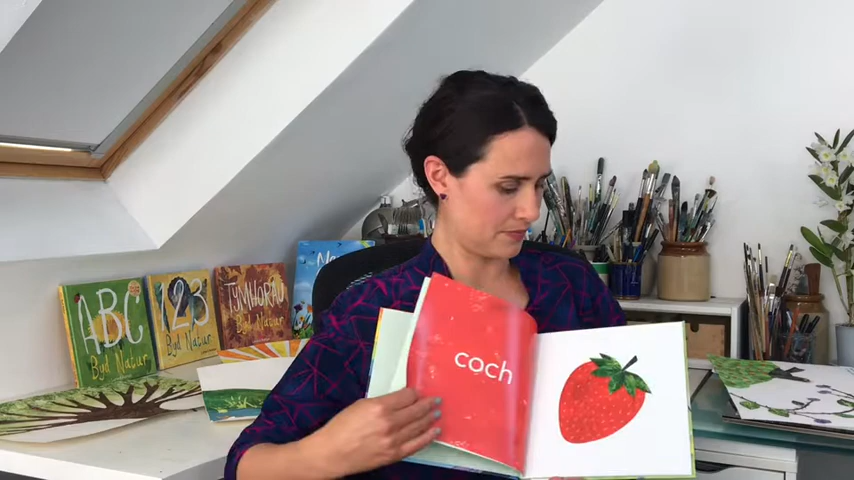 ABC
Byd Natur
123
Byd Natur
TYMHORAU
Byd Natur
coch